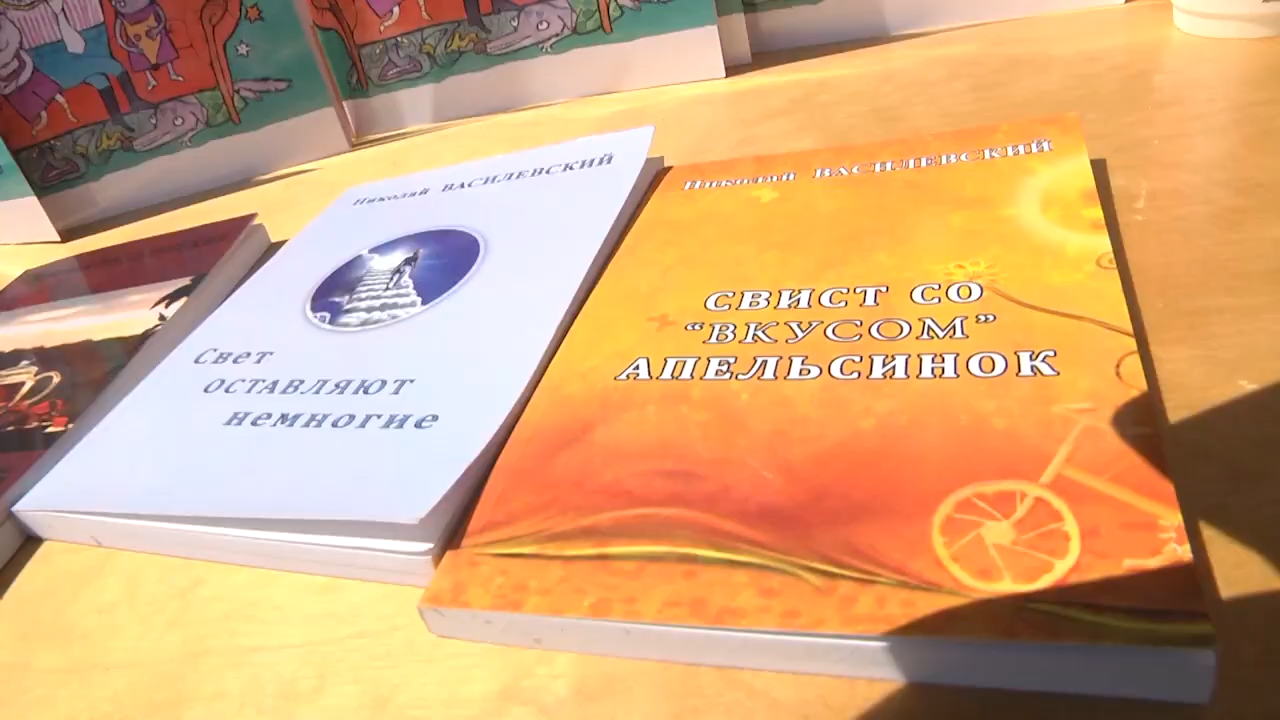 Николай ВАСИЛЕВСКИЙ
Свет
ОСТАВЛЯЮТ
немногие
Николай ВАСИЛЕВСКИЙ
СВИСТ СО
“ВКУСОМ”
АПЕЛЬСИНОК